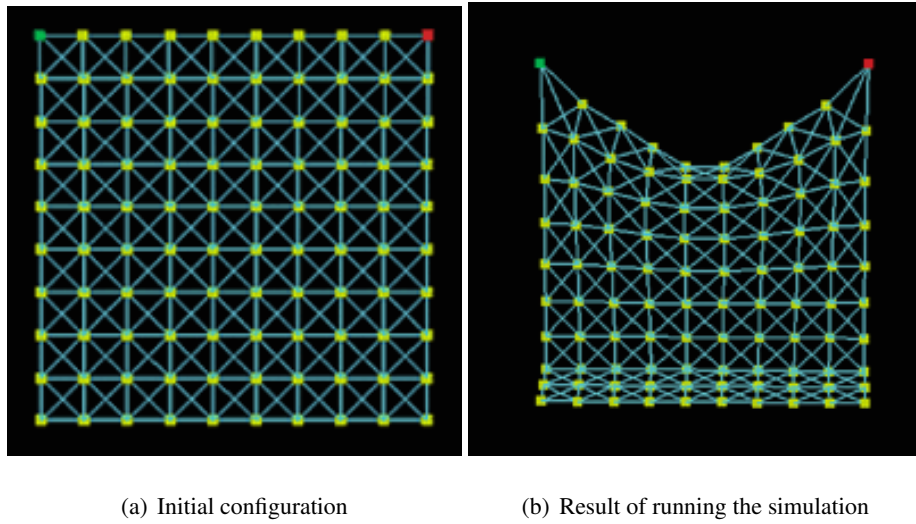 (a) Initial configuration
(b) Result of running the simulation